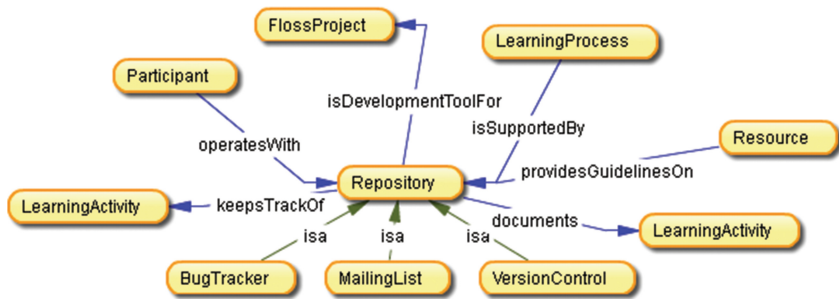 FlossProject
LearningProcess
Participant
isDevelopmentToolFor
isSupportedBy
Resource
operatesWith
providesGuidelinesOn
Repository
LearningActivity
keepsTrackOf
documents
LearningActivity
isa
isa
isa
BugTracker
MailingList
VersionControl